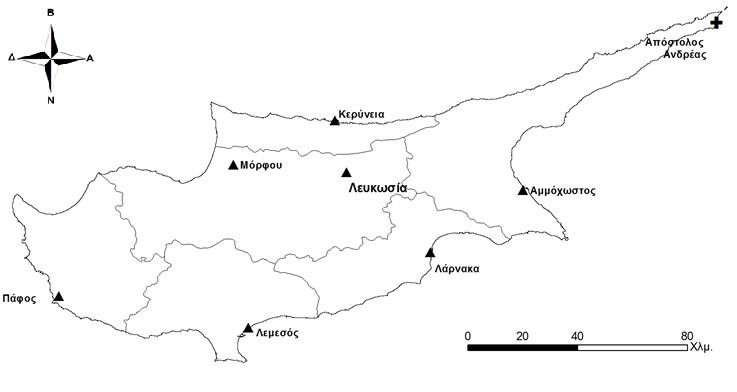 Β
Δ Α
Ν
Απόστολος
Ανδρέας
Κερύνεια
Μόρφου
Λευκωσία
Αμμόχωστος
Λάρνακα
Πάφος
Λεμεσός
0 20 40 80
Χλμ.